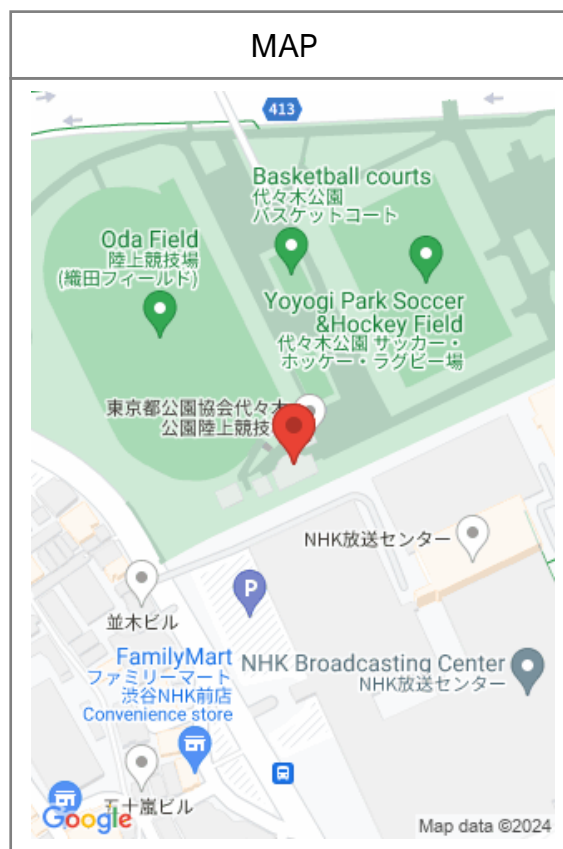 MAP
413
Basketball courts
代々木公園
バスケットコート
Oda Field
陸上競技場
(織田フィールド)
Yoyogi Park Soccer
&Hockey Field
代々木公園 サッカー・
ホッケー・ラグビー場
東京都公園協会代々木
公園陸上競技
NHK放送センター
P
並木ビル
FamilyMart
ファミリーマート
渋谷NHK前店
Convenience store
NHK Broadcasting Center
NHK放送センター
五十嵐ビル
Google
Map data ©2024